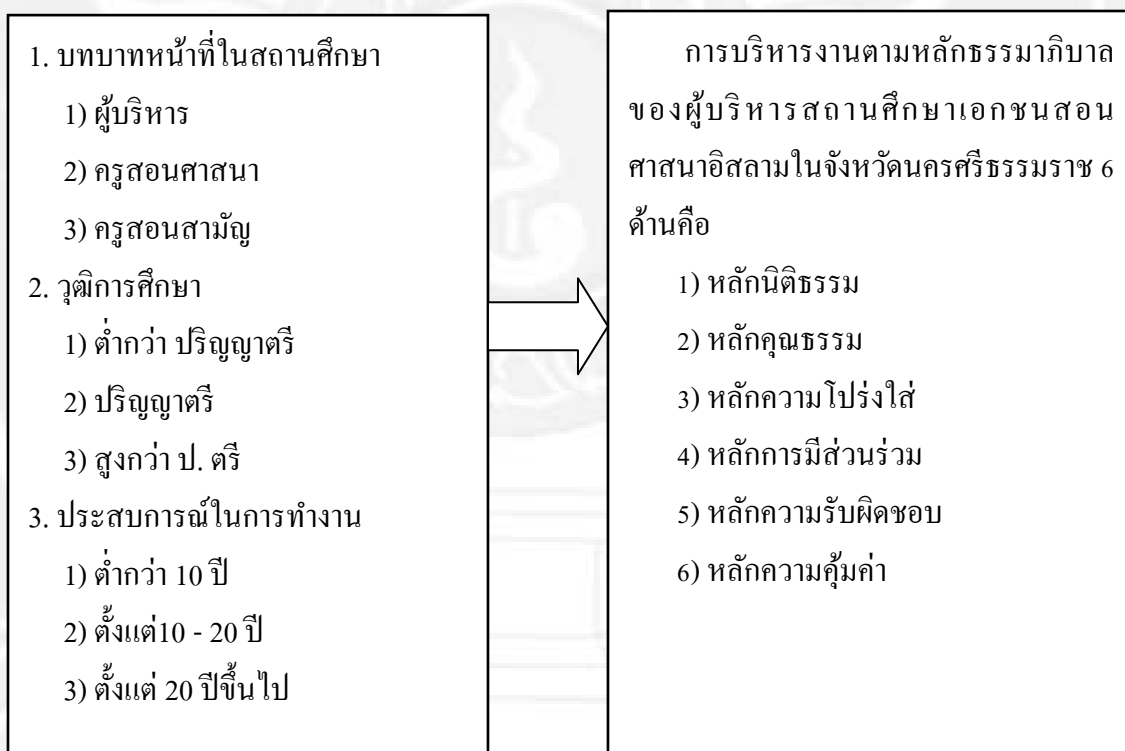 1. บทบาทหน้าที่ในสถานศึกษา
1) ผู้บริหาร
2) ครูสอนศาสนา
3) ครูสอนสามัญ
2. วุฒิการศึกษา
1) ต่ำกว่า ปริญญาตรี
2) ปริญญาตรี
3) สูงกว่า ป. ตรี
3. ประสบการณ์ในการทำงาน
1) ต่ำกว่า 10 ปี
2) ตั้งแต่10 - 20 ปี
3) ตั้งแต่ 20 ปีขึ้นไป
การบริหารงานตามหลักธรรมาภิบาล
ของผู้บริหารสถานศึกษาเอกชนสอน
ศาสนาอิสลามในจังหวัดนครศรีธรรมราช 6
ด้านคือ
1) หลักนิติธรรม
2) หลักคุณธรรม
3) หลักความโปร่งใส่
4) หลักการมีส่วนร่วม
5) หลักความรับผิดชอบ
6) หลักความคุ้มค่า